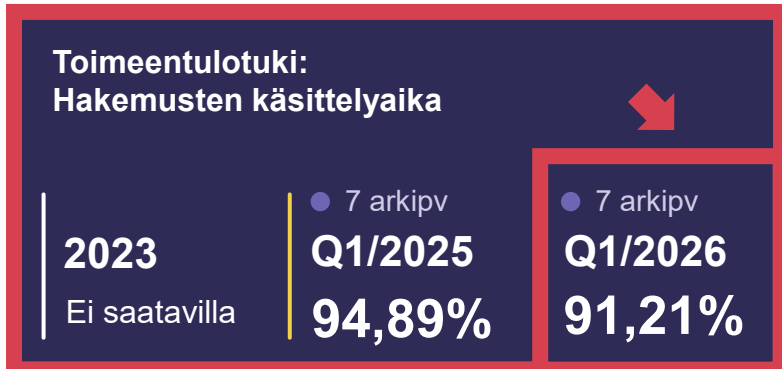 Toimeentulotuki:
Hakemusten käsittelyaika
2023
Ei saatavilla
7 arkipv
Q1/2025
94,89%
7 arkipv
Q1/2026
91,21%